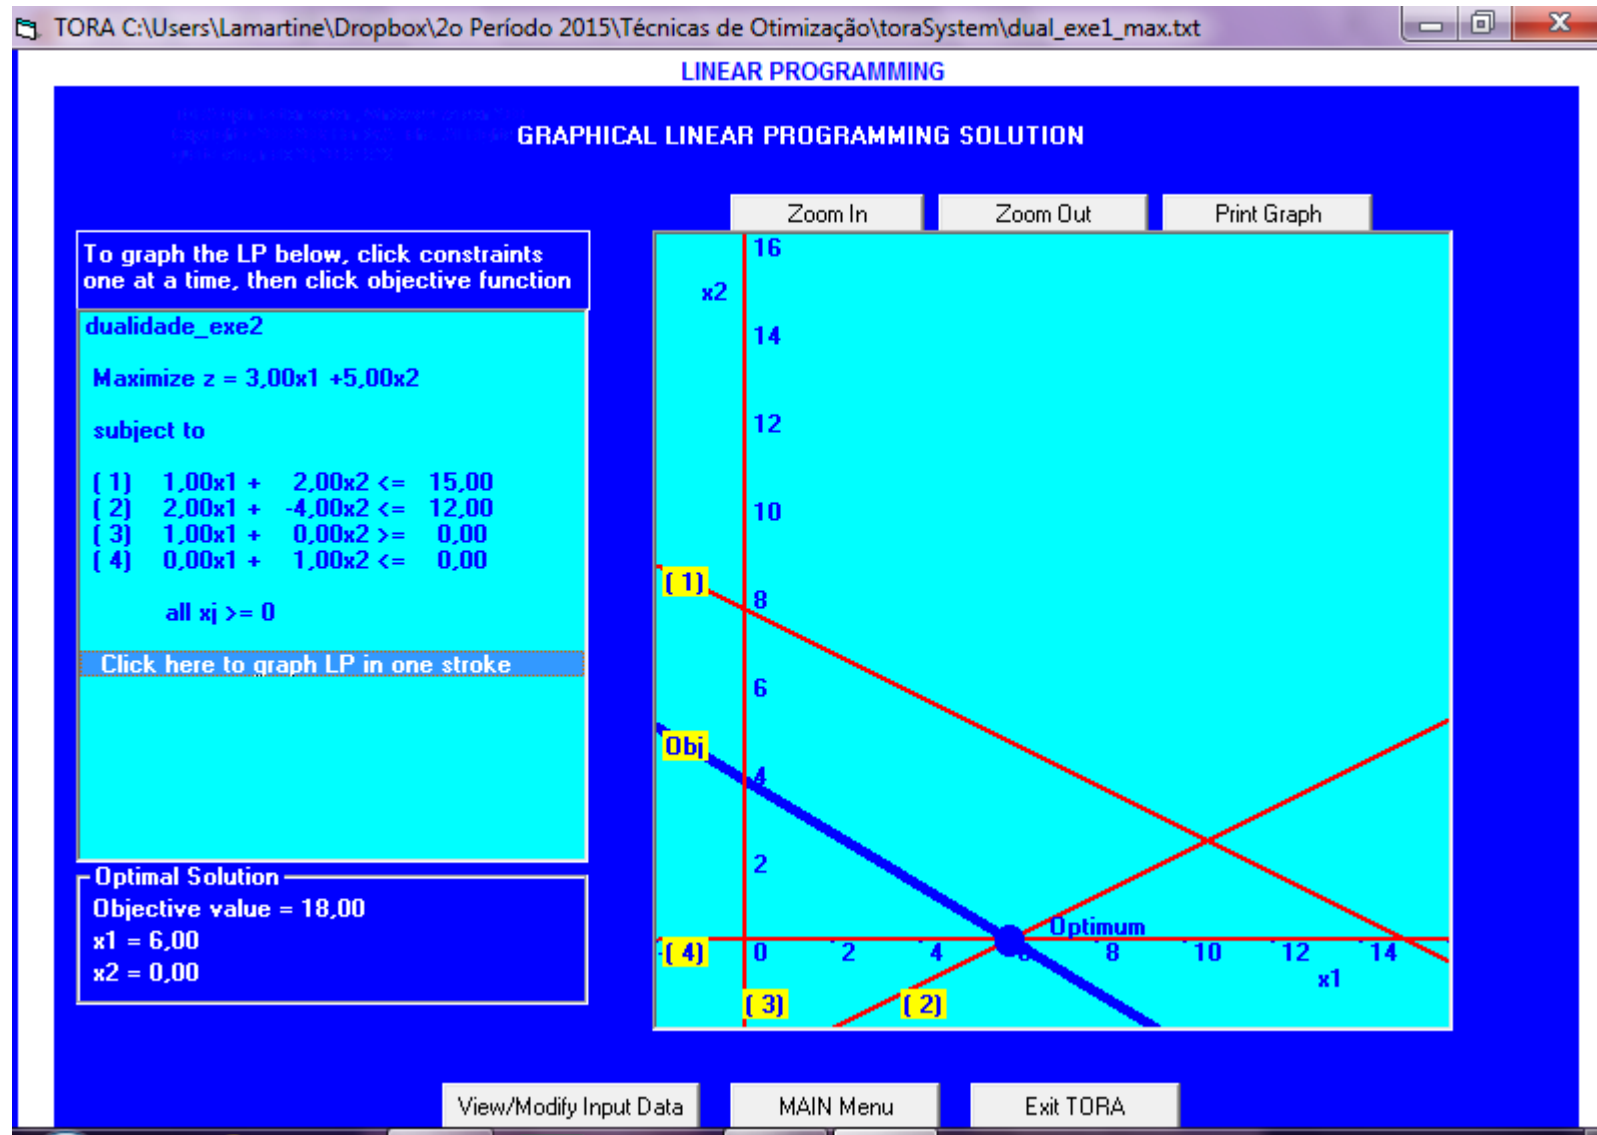 TORA C:\Users\Lamartine\Dropbox\2o Período 2015\Técnicas de Otimização\toraSystem\dual_exe1_max.txt
LINEAR PROGRAMMING
GRAPHICAL LINEAR PROGRAMMING SOLUTION
Zoom In Zoom Out Print Graph
To graph the LP below, click constraints
one at a time, then click objective function
dualidade_exe2
Maximize z = 3,00x1 +5,00x2
subject to
( 1) 1,00x1 + 2,00x2 <= 15,00
( 2) 2,00x1 + -4,00x2 <= 12,00
( 3) 1,00x1 + 0,00x2 >= 0,00
( 4) 0,00x1 + 1,00x2 <= 0,00
all xj >= 0
Click here to graph LP in one stroke
Optimal Solution
Objective value = 18,00
x1 = 6,00
x2 = 0,00
16
x2
14
12
10
( 1)
8
6
Obj
4
2
Optimum
( 4) 0 2 4 6 8 10 12 14
x1
( 3) ( 2)
View/Modify Input Data MAIN Menu Exit TORA